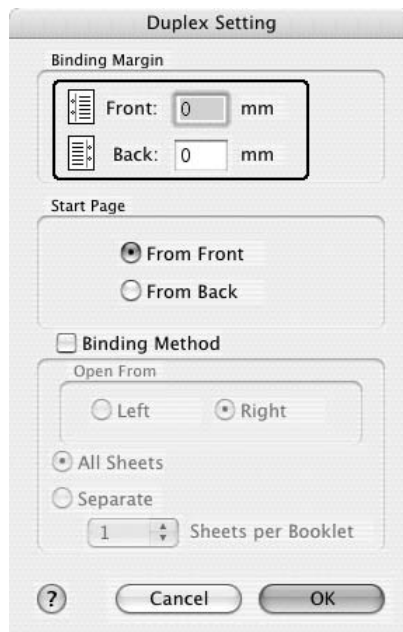 Duplex Setting
Binding Margin
Front: 0 mm
Back: 0 mm
Start Page
From Front
From Back
Binding Method
Open From
Left Right
All Sheets
Separate
1 Sheets per Booklet
? Cancel OK